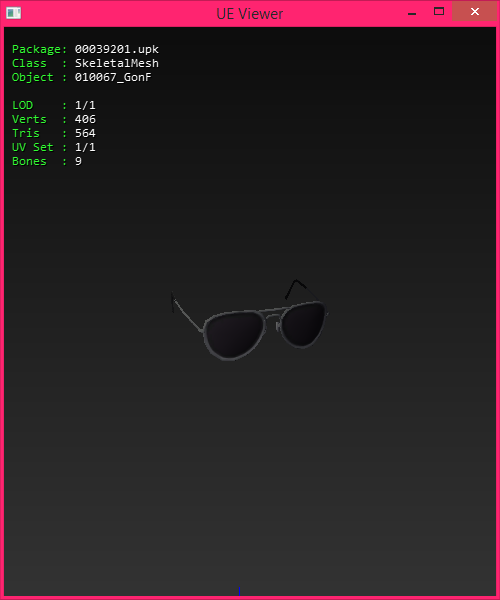 UE Viewer
Package: 00039201.upk
Class : SkeletalMesh
Object : 010067_GonF
LOD : 1/1
Verts : 406
Tris : 564
UV Set : 1/1
Bones : 9